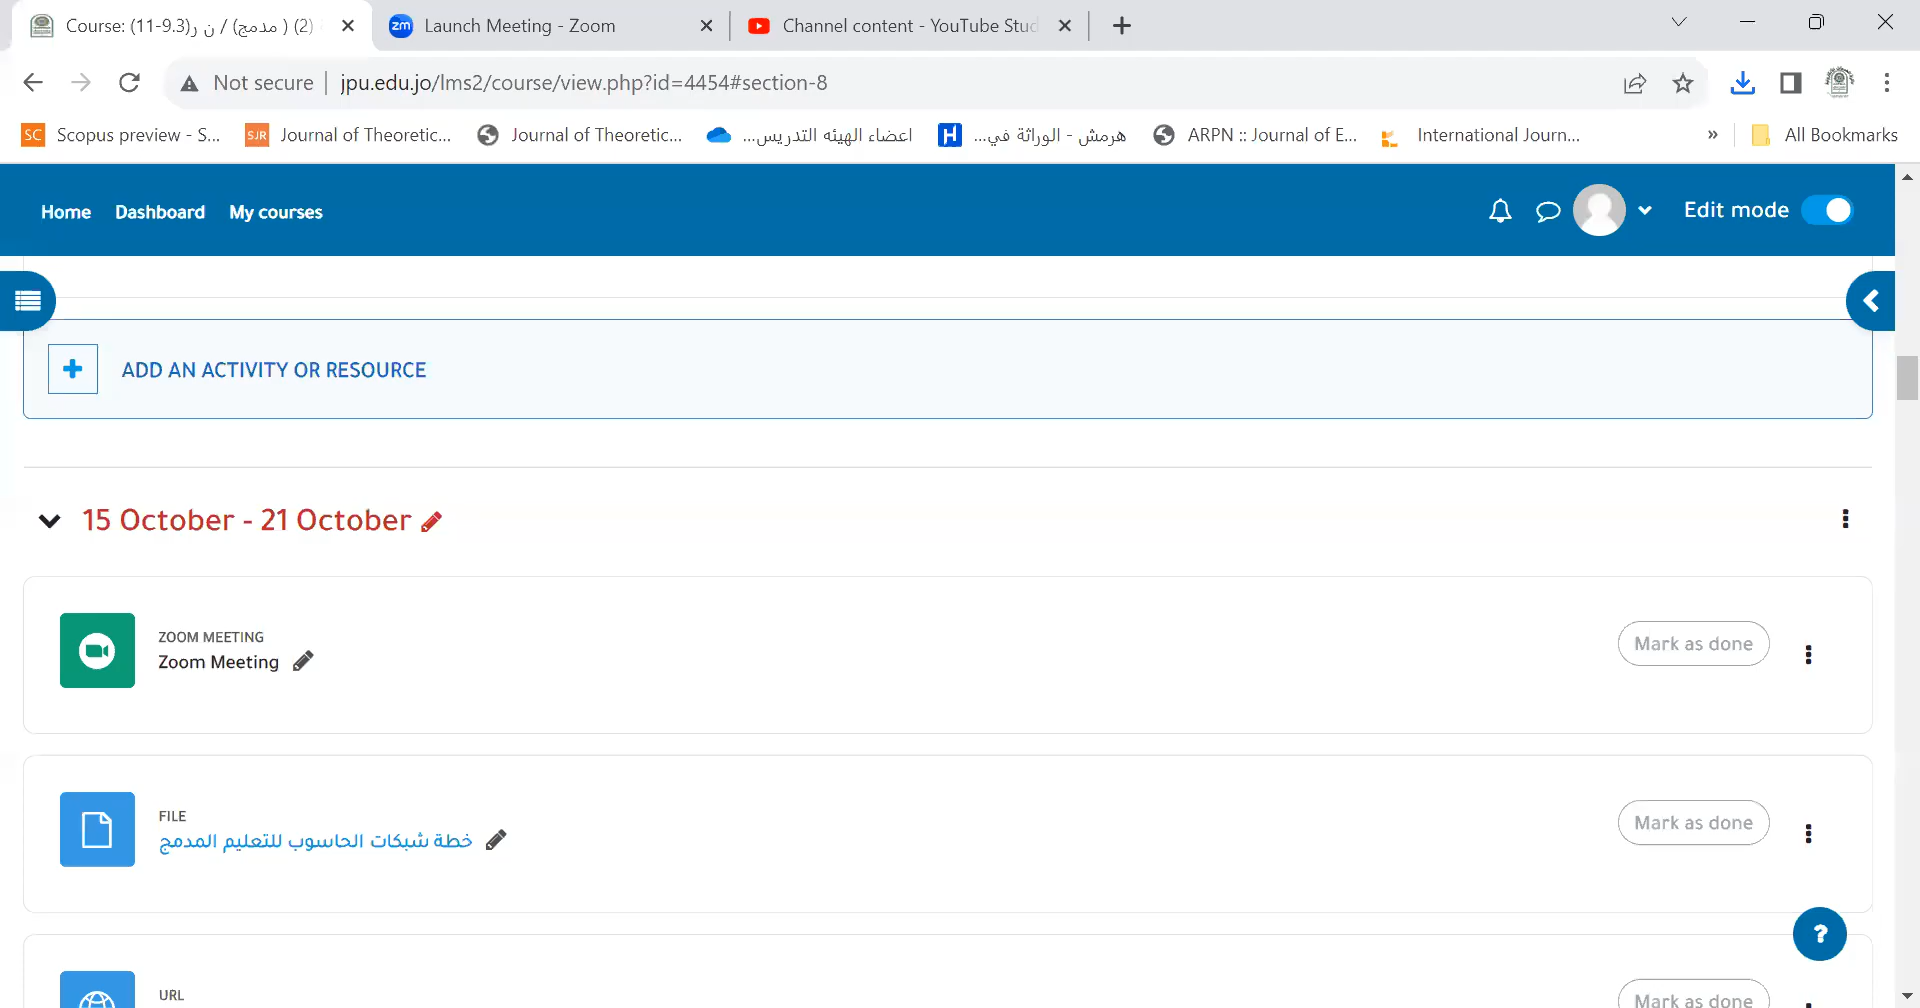 Course: (11-9.3)مدمج) / ن ر ) (2)
Launch Meeting - Zoom
Channel content - YouTube Stud
Not secure
jpu.edu.jo/lms2/course/view.php?id=4454#section-8
Scopus preview - S...
Journal of Theoretic...
Journal of Theoretic...
اعضاء الهيئه التدريس...
هرمش - الوراثة في...
ARPN :: Journal of E...
International Journ...
»
All Bookmarks
Home
Dashboard
My courses
Edit mode
ADD AN ACTIVITY OR RESOURCE
15 October - 21 October
ZOOM MEETING
Zoom Meeting
Mark as done
FILE
خطة شبكات الحاسوب للتعليم المدمج
Mark as done
URL
Mark as done